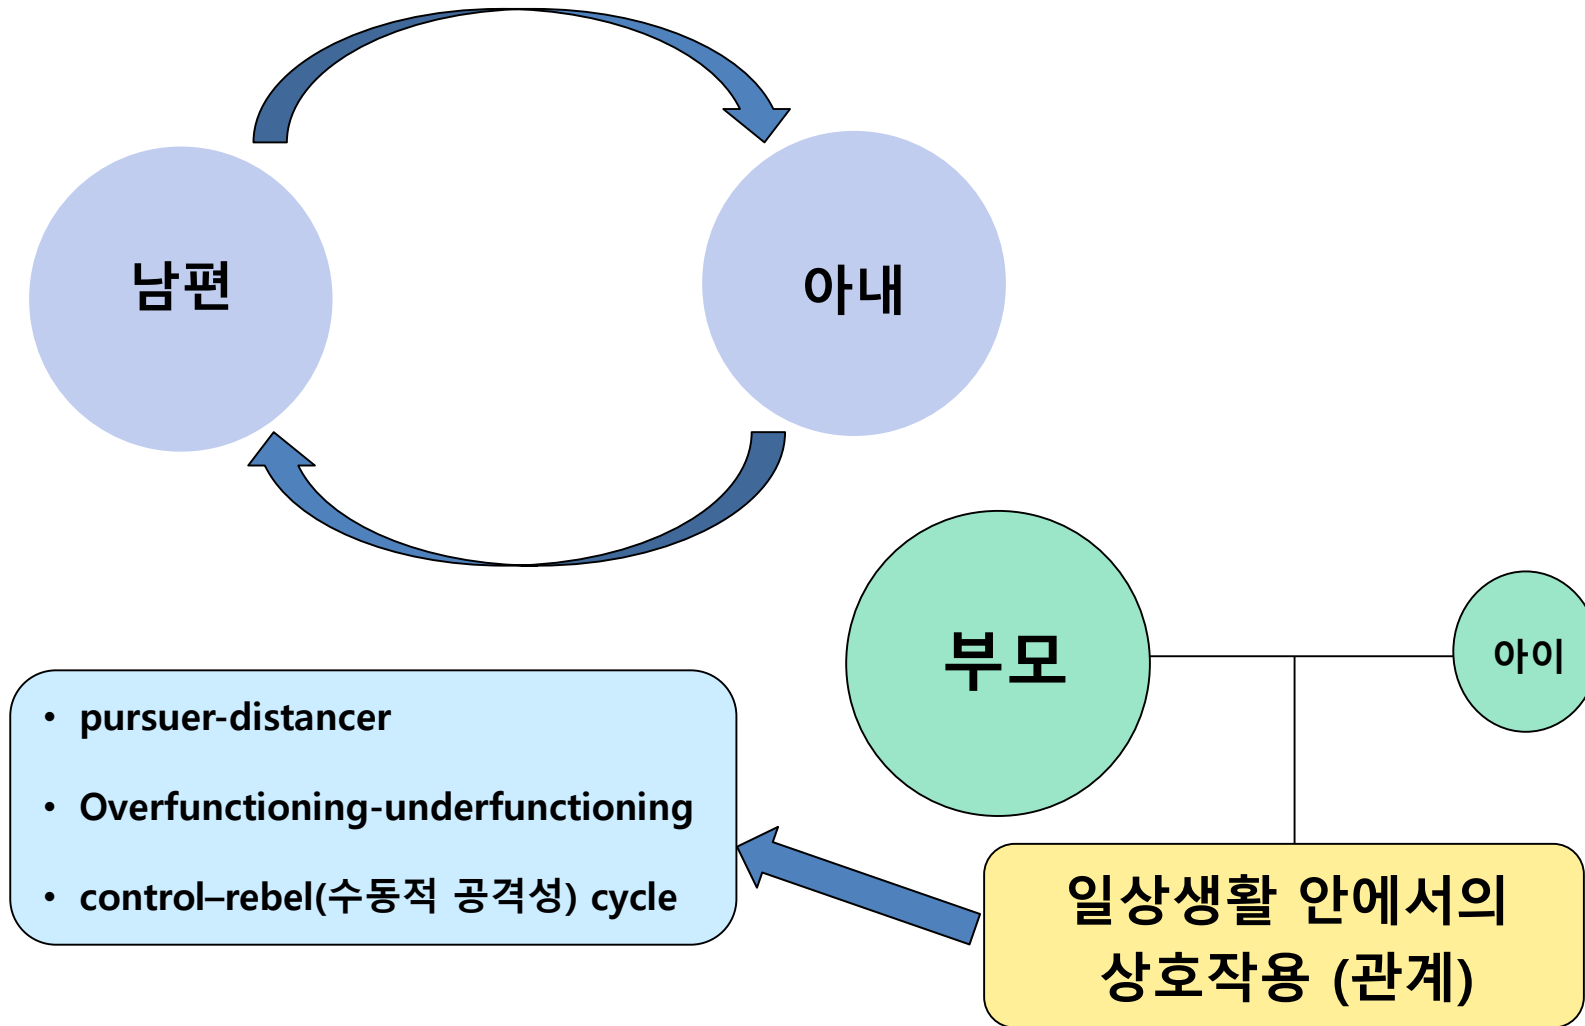 남편
아내
부모
아이
• pursuer-distancer
• Overfunctioning-underfunctioning
• control–rebel(수동적 공격성) cycle
일상생활 안에서의
상호작용 (관계)